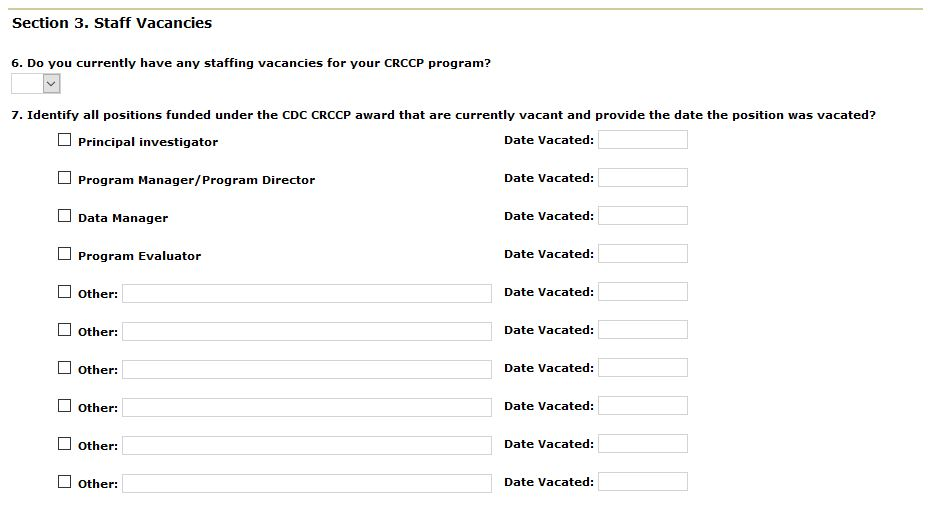 Section 3. Staff Vacancies
6. Do you currently have any staffing vacancies for your CRCCP program?
7. Identify all positions funded under the CDC CRCCP award that are currently vacant and provide the date the position was vacated?
Principal investigator Date Vacated:
Program Manager/Program Director Date Vacated:
Data Manager Date Vacated:
Program Evaluator Date Vacated:
Other: Date Vacated:
Other: Date Vacated:
Other: Date Vacated:
Other: Date Vacated:
Other: Date Vacated:
Other: Date Vacated: